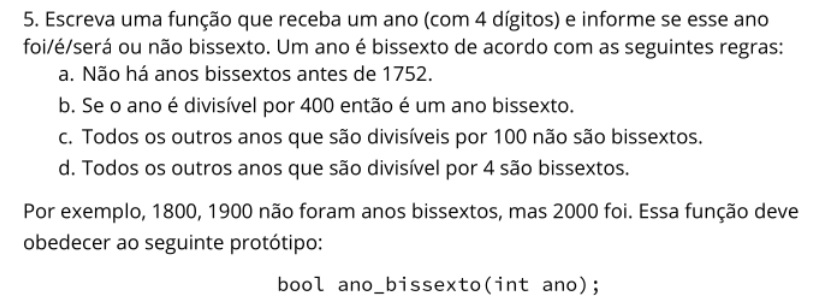 5. Escreva uma função que receba um ano (com 4 dígitos) e informe se esse ano
foi/é/será ou não bissexto. Um ano é bissexto de acordo com as seguintes regras:
a. Não há anos bissextos antes de 1752.
b. Se o ano é divisível por 400 então é um ano bissexto.
c. Todos os outros anos que são divisíveis por 100 não são bissextos.
d. Todos os outros anos que são divisível por 4 são bissextos.
Por exemplo, 1800, 1900 não foram anos bissextos, mas 2000 foi. Essa função deve
obedecer ao seguinte protótipo:
bool ano_bissexto(int ano);